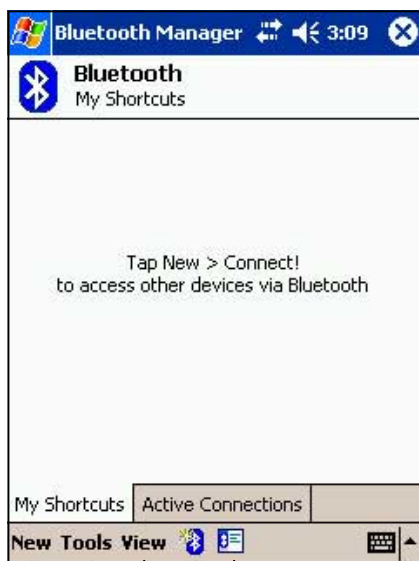 Bluetooth Manager 3:09
Bluetooth
My Shortcuts
Tap New > Connect!
to access other devices via Bluetooth
My Shortcuts Active Connections
New Tools View